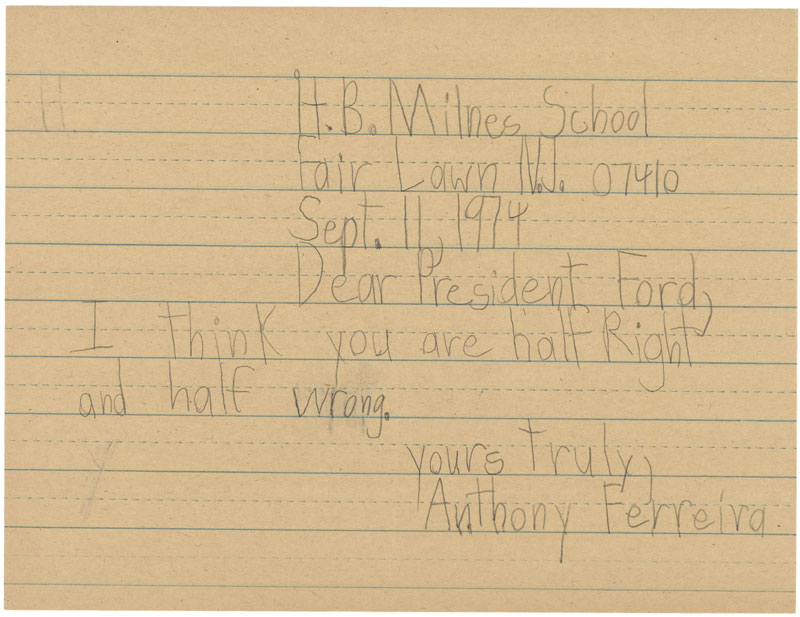 H.B. Milnes School
Fair Lawn N.J. 07410
Sept. 11, 1974
Dear President Ford,
I think you are half Right
and half wrong.
yours truly,
Anthony Ferreira